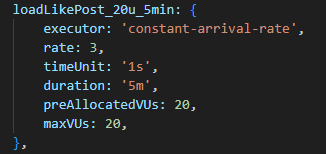 loadLikePost_20u_5min: {
executor: 'constant-arrival-rate',
rate: 3,
timeUnit: '1s',
duration: '5m',
preAllocatedVUs: 20,
maxVUs: 20,
},